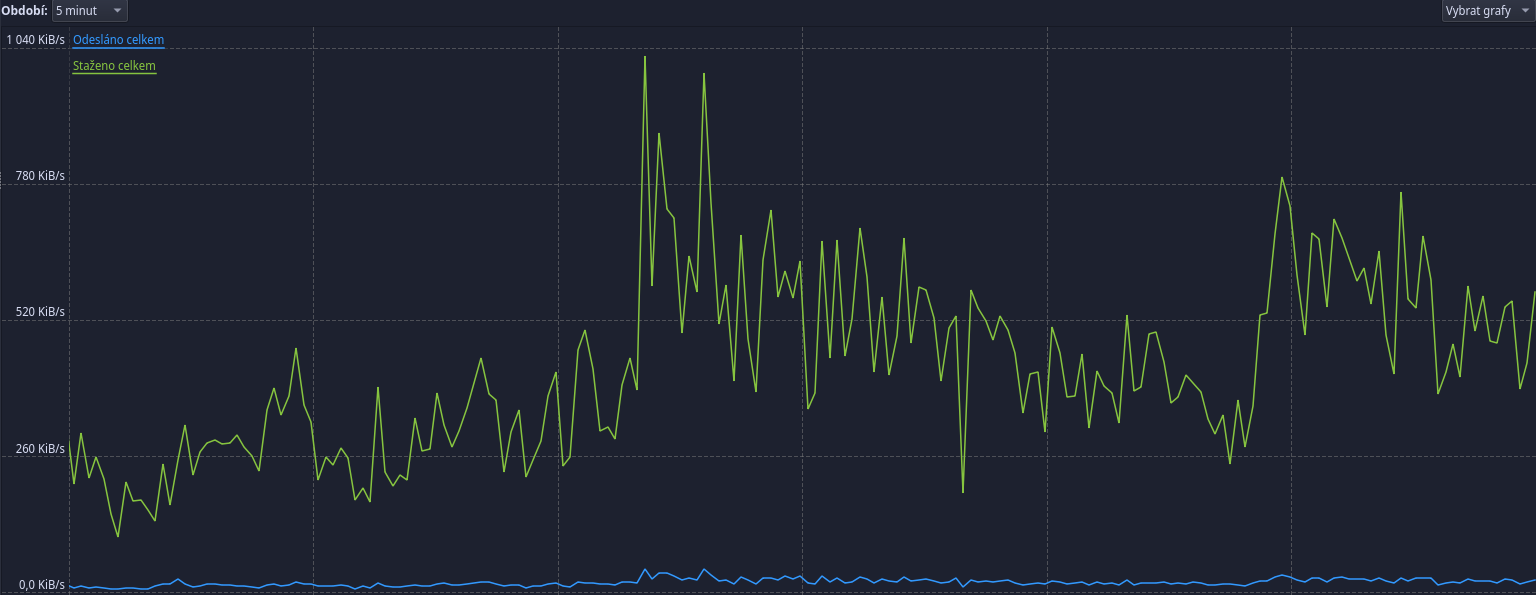 Období: 5 minut Vybrat grafy
1 040 KiB/s Odesláno celkem
Staženo celkem
780 KiB/s
520 KiB/s
260 KiB/s
0,0 KiB/s